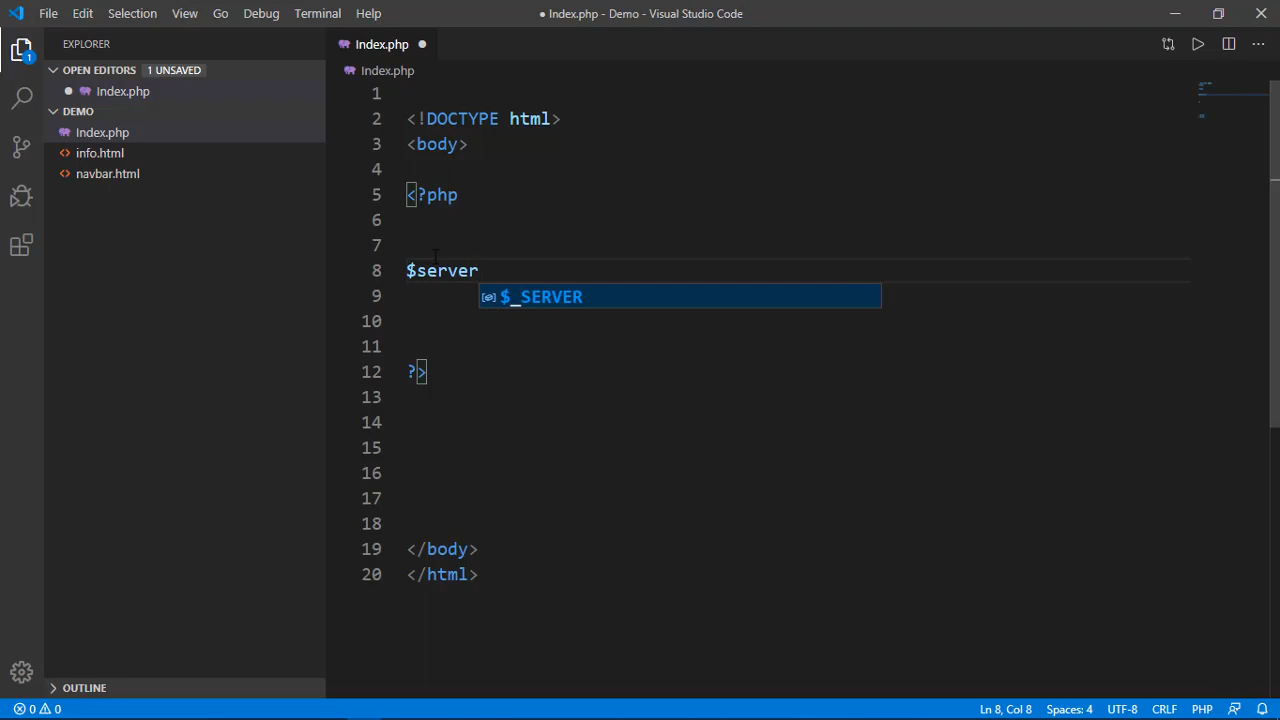 File Edit Selection View Go Debug Terminal Help
● Index.php - Demo - Visual Studio Code
EXPLORER
OPEN EDITORS 1 UNSAVED
Index.php
DEMO
Index.php
info.html
navbar.html
OUTLINE
1
Index.php
Index.php
1
2 <!DOCTYPE html>
3 <body>
4
5 <?php
6
7
8 $server
$_SERVER
9
10
11
12 ?>
13
14
15
16
17
18
19 </body>
20 </html>
0 0
Ln 8, Col 8 Spaces: 4 UTF-8 CRLF PHP